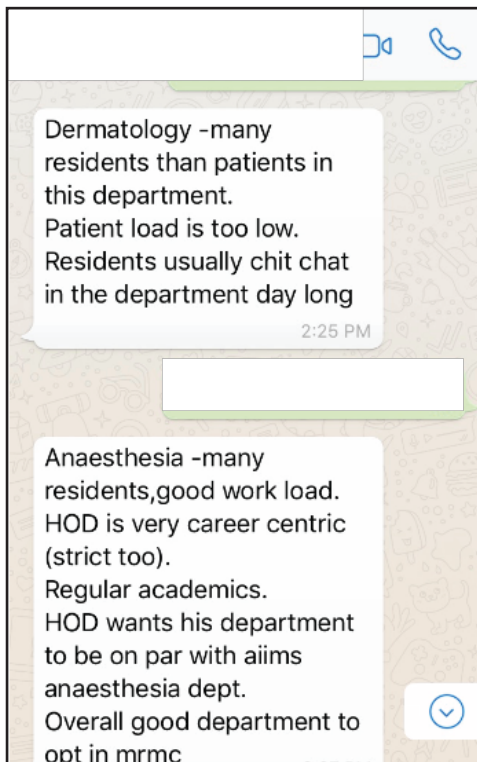 Dermatology -many
residents than patients in
this department.
Patient load is too low.
Residents usually chit chat
in the department day long
2:25 PM
Anaesthesia -many
residents,good work load.
HOD is very career centric
(strict too).
Regular academics.
HOD wants his department
to be on par with aiims
anaesthesia dept.
Overall good department to
opt in mrmc